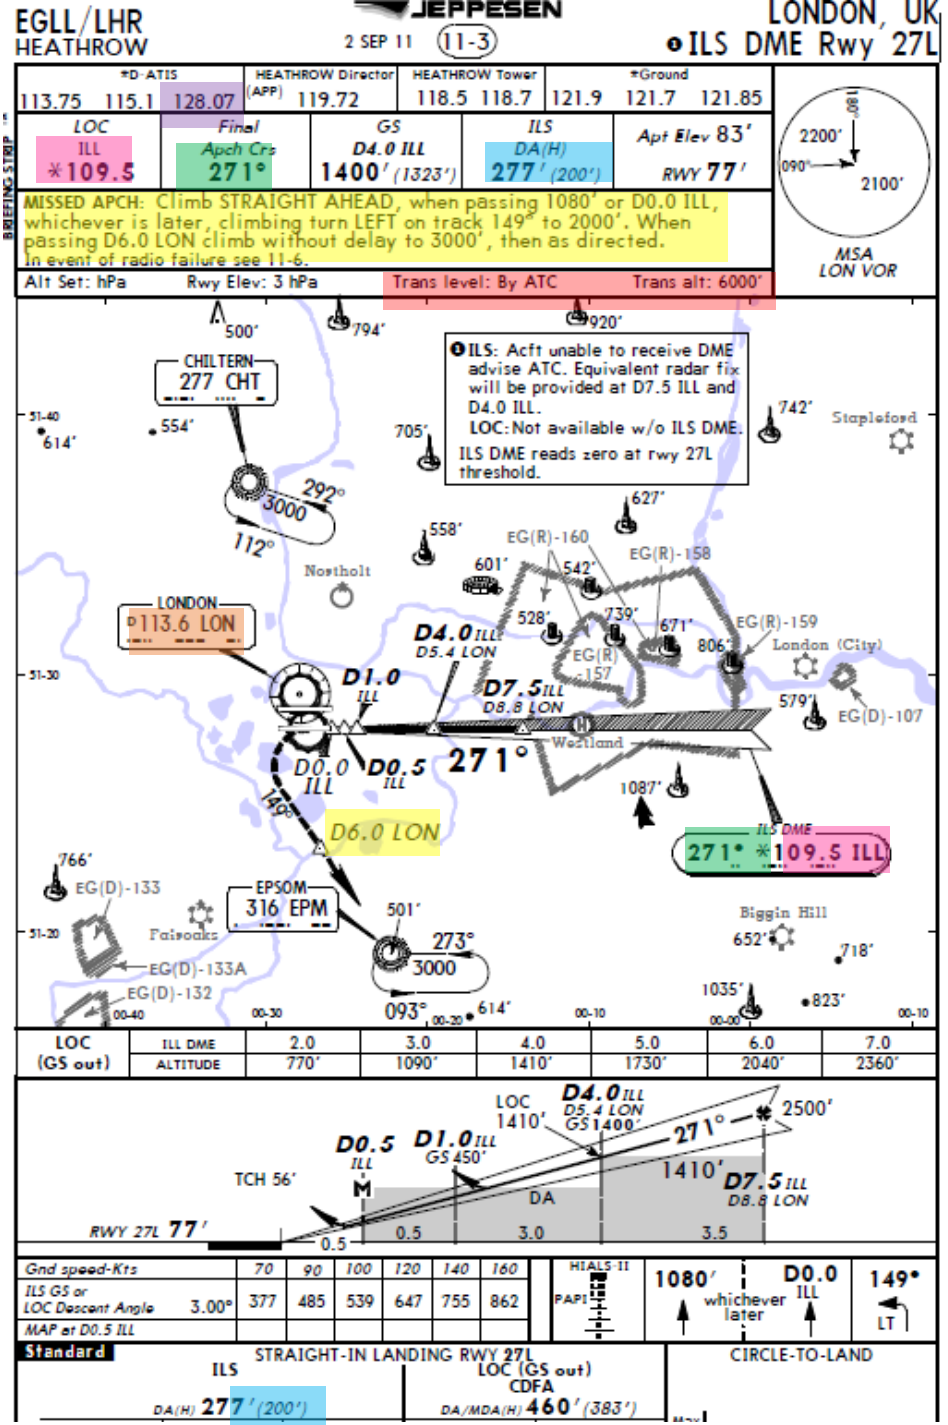 JEPPESEN
EGLL/LHR
HEATHROW
2 SEP 11
11-3
LONDON, UK
❶ILS DME Rwy 27L
*D-ATIS
113.75 115.1 128.07
HEATHROW Director
(APP) 119.72
HEATHROW Tower
118.5 118.7
*Ground
121.9 121.7 121.85
BRIEFING STRIP
LOC
ILL
*109.5
Final
Apch Crs
271°
GS
D4.0 ILL
1400' (1323')
ILS
DA(H)
277' (200')
Apt Elev 83'
RWY 77'
MISSED APCH: Climb STRAIGHT AHEAD, when passing 1080' or D0.0 ILL,
whichever is later, climbing turn LEFT on track 149° to 2000'. When
passing D6.0 LON climb without delay to 3000', then as directed.
In event of radio failure see 11-6.
Alt Set: hPa Rwy Elev: 3 hPa Trans level: By ATC Trans alt: 6000'
180°
2200'
090°
2100'
MSA
LON VOR
500'
794'
920'
CHILTERN
277 CHT
❶ILS: Acft unable to receive DME
advise ATC. Equivalent radar fix
will be provided at D7.5 ILL and
D4.0 ILL.
LOC: Not available w/o ILS DME.
ILS DME reads zero at rwy 27L
threshold.
51-40
614'
554'
705'
742'
Stapleford
292°
3000
112°
627'
558'
EG(R)-160
EG(R)-158
Northolt
601'
542'
LONDON
D113.6 LON
528'
739'
671'
806'
EG(R)-159
London (City)
D4.0 ILL
D5.4 LON
EG(R)
-157
51-30
D1.0
ILL
D7.5 ILL
D8.8 LON
579'
EG(D)-107
Westland
D0.0
ILL
D0.5
ILL
271°
149°
1087'
D6.0 LON
ILS DME
271° *109.5 ILL
766'
EG(D)-133
EPSOM
316 EPM
501'
Biggin Hill
652'
718'
51-20
Fairoaks
273°
3000
EG(D)-133A
EG(D)-132
093°
614'
1035'
823'
00-40 00-30 00-20 00-10 00-00 00-10
LOC
(GS out)
ILL DME 2.0 3.0 4.0 5.0 6.0 7.0
ALTITUDE 770' 1090' 1410' 1730' 2040' 2360'
LOC
1410'
D4.0 ILL
D5.4 LON
GS 1400'
2500'
271°
D0.5
ILL
D1.0 ILL
GS 450'
1410'
TCH 56'
M
DA
D7.5 ILL
D8.8 LON
RWY 27L 77'
0.5 0.5 3.0 3.5
Gnd speed-Kts 70 90 100 120 140 160
ILS GS or
LOC Descent Angle 3.00° 377 485 539 647 755 862
MAP at D0.5 ILL
HIALS-II
PAPI
1080'
whichever
later
D0.0
ILL
149°
LT
Standard
STRAIGHT-IN LANDING RWY 27L
CIRCLE-TO-LAND
ILS
LOC (GS out)
CDFA
DA(H) 277' (200')
DA/MDA(H) 460' (383')
Max